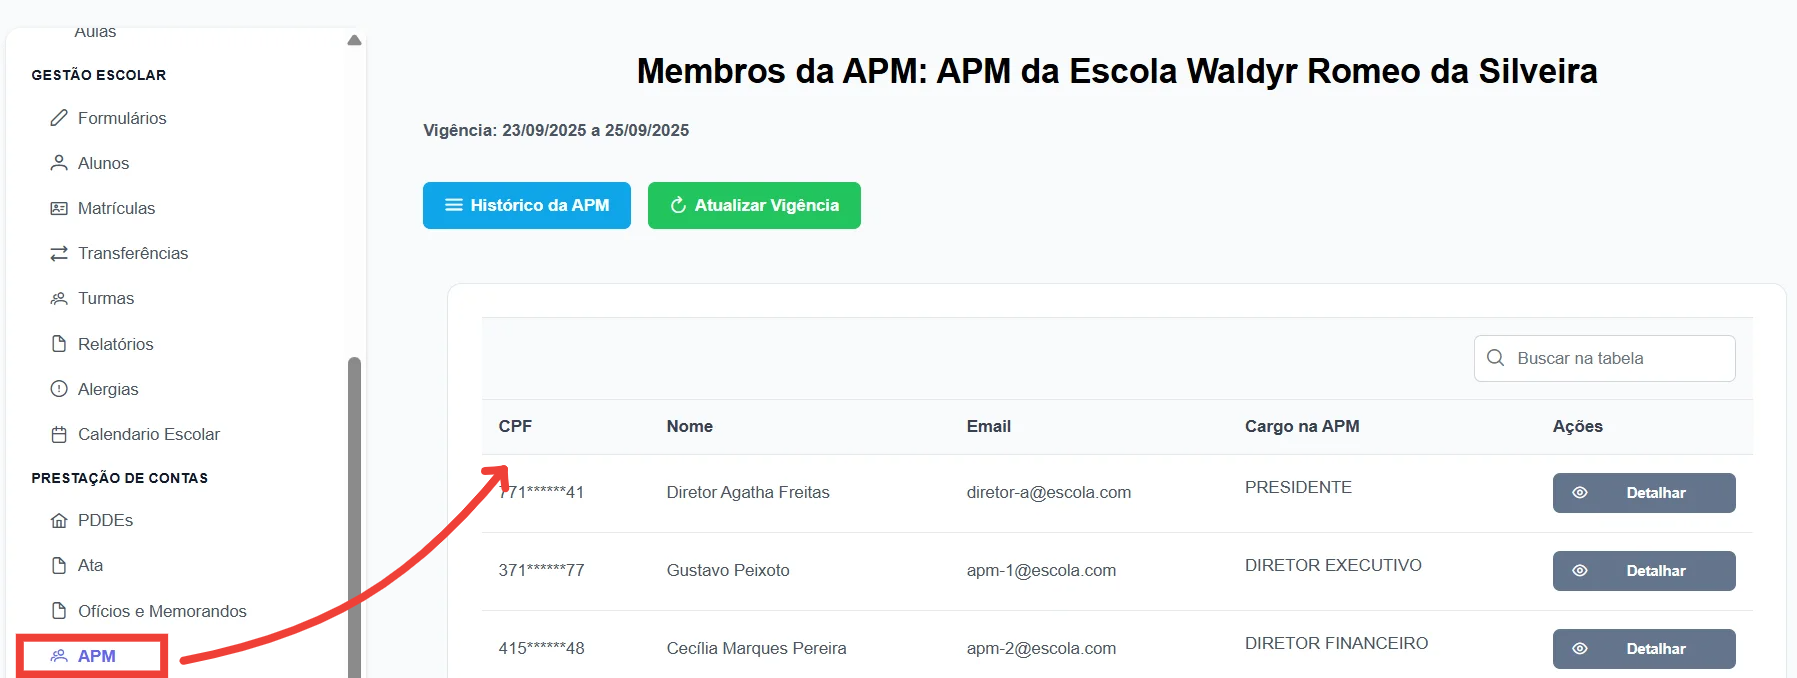 Aulas
GESTÃO ESCOLAR
Formulários
Alunos
Matrículas
Transferências
Turmas
Relatórios
Alergias
Calendario Escolar
PRESTAÇÃO DE CONTAS
PDDEs
Ata
Ofícios e Memorandos
APM
Membros da APM: APM da Escola Waldyr Romeo da Silveira
Vigência: 23/09/2025 a 25/09/2025
Histórico da APM Atualizar Vigência
Buscar na tabela
CPF Nome Email Cargo na APM Ações
771******41 Diretor Agatha Freitas diretor-a@escola.com PRESIDENTE Detalhar
371******77 Gustavo Peixoto apm-1@escola.com DIRETOR EXECUTIVO Detalhar
415******48 Cecília Marques Pereira apm-2@escola.com DIRETOR FINANCEIRO Detalhar